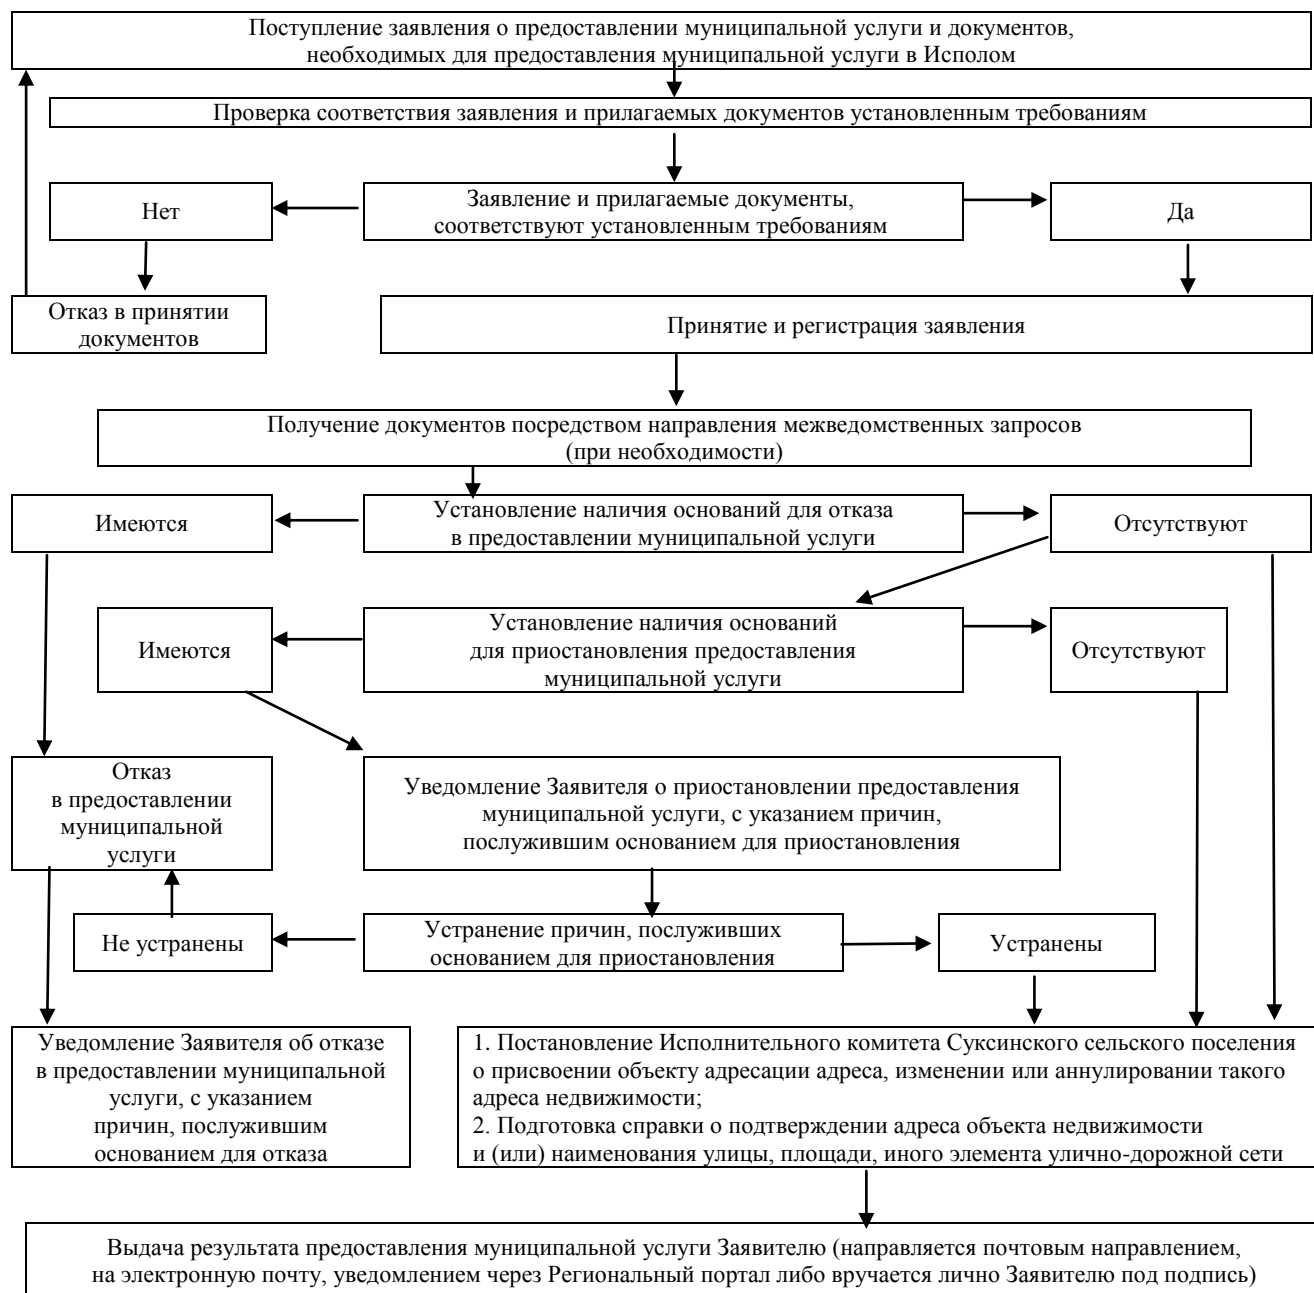 Поступление заявления о предоставлении муниципальной услуги и документов,
необходимых для предоставления муниципальной услуги в Исполом
Проверка соответствия заявления и прилагаемых документов установленным требованиям
Нет
Заявление и прилагаемые документы,
соответствуют установленным требованиям
Да
Отказ в принятии
документов
Принятие и регистрация заявления
Получение документов посредством направления межведомственных запросов
(при необходимости)
Имеются
Установление наличия оснований для отказа
в предоставлении муниципальной услуги
Отсутствуют
Имеются
Установление наличия оснований
для приостановления предоставления
муниципальной услуги
Отсутствуют
Отказ
в предоставлении
муниципальной
услуги
Уведомление Заявителя о приостановлении предоставления
муниципальной услуги, с указанием причин,
послужившим основанием для приостановления
Не устранены
Устранение причин, послуживших
основанием для приостановления
Устранены
Уведомление Заявителя об отказе
в предоставлении муниципальной
услуги, с указанием
причин, послужившим
основанием для отказа
1. Постановление Исполнительного комитета Суксинского сельского поселения
о присвоении объекту адресации адреса, изменении или аннулировании такого
адреса недвижимости;
2. Подготовка справки о подтверждении адреса объекта недвижимости
и (или) наименования улицы, площади, иного элемента улично-дорожной сети
Выдача результата предоставления муниципальной услуги Заявителю (направляется почтовым направлением,
на электронную почту, уведомлением через Региональный портал либо вручается лично Заявителю под подпись)